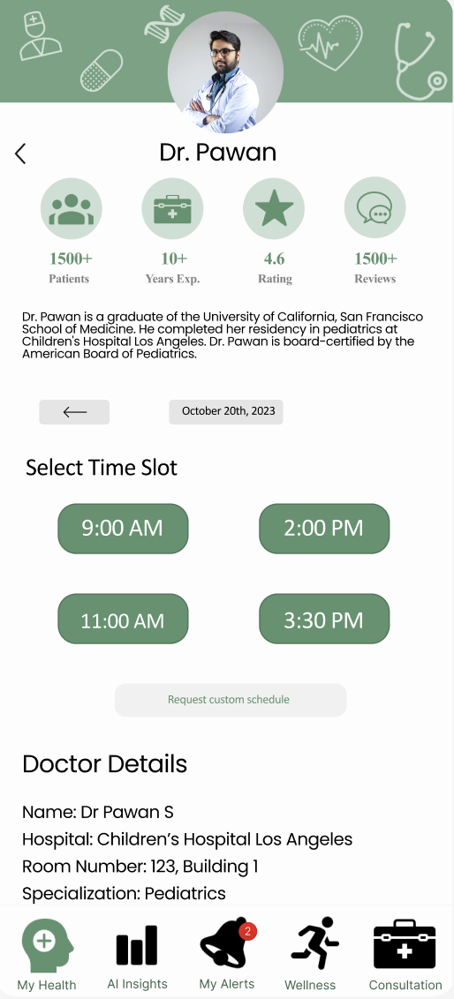 Dr. Pawan
1500+ 10+ 4.6 1500+
Patients Years Exp. Rating Reviews
Dr. Pawan is a graduate of the University of California, San Francisco
School of Medicine. He completed her residency in pediatrics at
Children's Hospital Los Angeles. Dr. Pawan is board-certified by the
American Board of Pediatrics.
October 20th, 2023
Select Time Slot
9:00 AM 2:00 PM
11:00 AM 3:30 PM
Request custom schedule
Doctor Details
Name: Dr Pawan S
Hospital: Children’s Hospital Los Angeles
Room Number: 123, Building 1
Specialization: Pediatrics
2
My Health AI Insights My Alerts Wellness Consultation